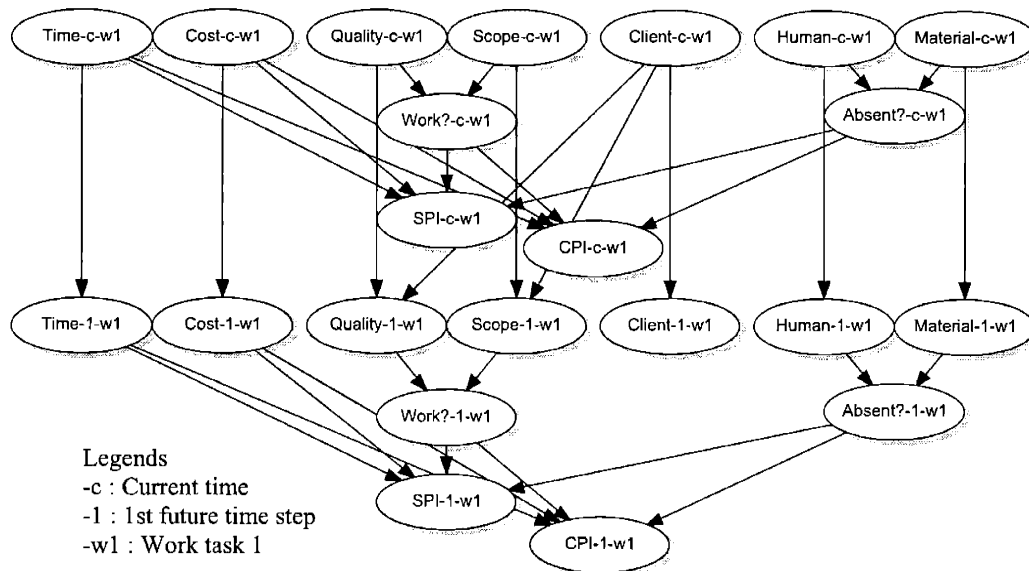 Time-c-w1
Cost-c-w1
Quality-c-w1
Scope-c-w1
Client-c-w1
Human-c-w1
Material-c-w1
Work?-c-w1
Absent?-c-w1
SPI-c-w1
CPI-c-w1
Time-1-w1
Cost-1-w1
Quality-1-w1
Scope-1-w1
Client-1-w1
Human-1-w1
Material-1-w1
Work?-1-w1
Absent?-1-w1
Legends
-c : Current time
-1 : 1st future time step
-w1 : Work task 1
SPI-1-w1
CPI-1-w1